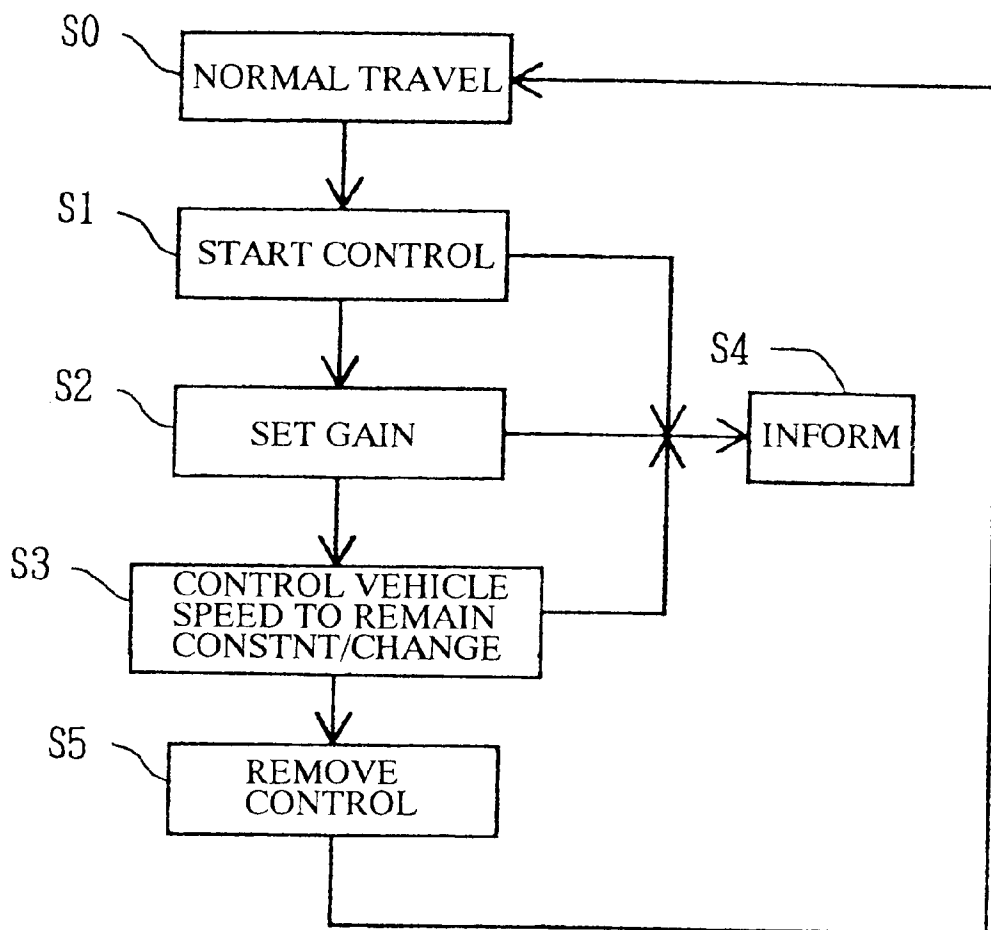 S0
NORMAL TRAVEL
S1
START CONTROL
S4
S2
SET GAIN
INFORM
S3
CONTROL VEHICLE
SPEED TO REMAIN
CONSTNT/CHANGE
S5
REMOVE
CONTROL